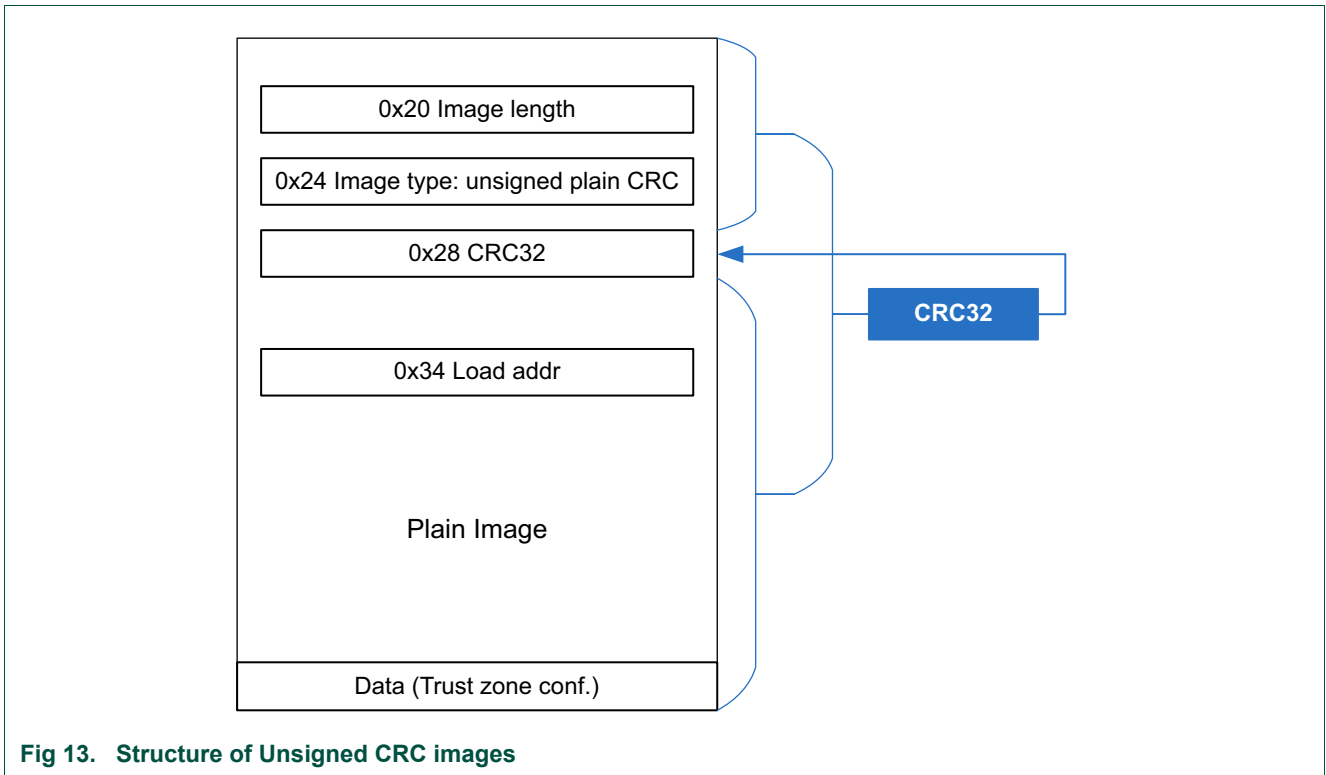 0x20 Image length
0x24 Image type: unsigned plain CRC
0x28 CRC32
CRC32
0x34 Load addr
Plain Image
Data (Trust zone conf.)
Fig 13. Structure of Unsigned CRC images